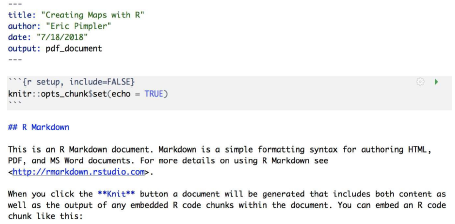 ---
title: "Creating Maps with R"
author: "Eric Pimpler"
date: "7/18/2018"
output: pdf_document
---
```{r setup, include=FALSE}
knitr::opts_chunk$set(echo = TRUE)
```
## R Markdown
This is an R Markdown document. Markdown is a simple formatting syntax for authoring HTML,
PDF, and MS Word documents. For more details on using R Markdown see
<http://rmarkdown.rstudio.com>.
When you click the **Knit** button a document will be generated that includes both content as
well as the output of any embedded R code chunks within the document. You can embed an R code
chunk like this: